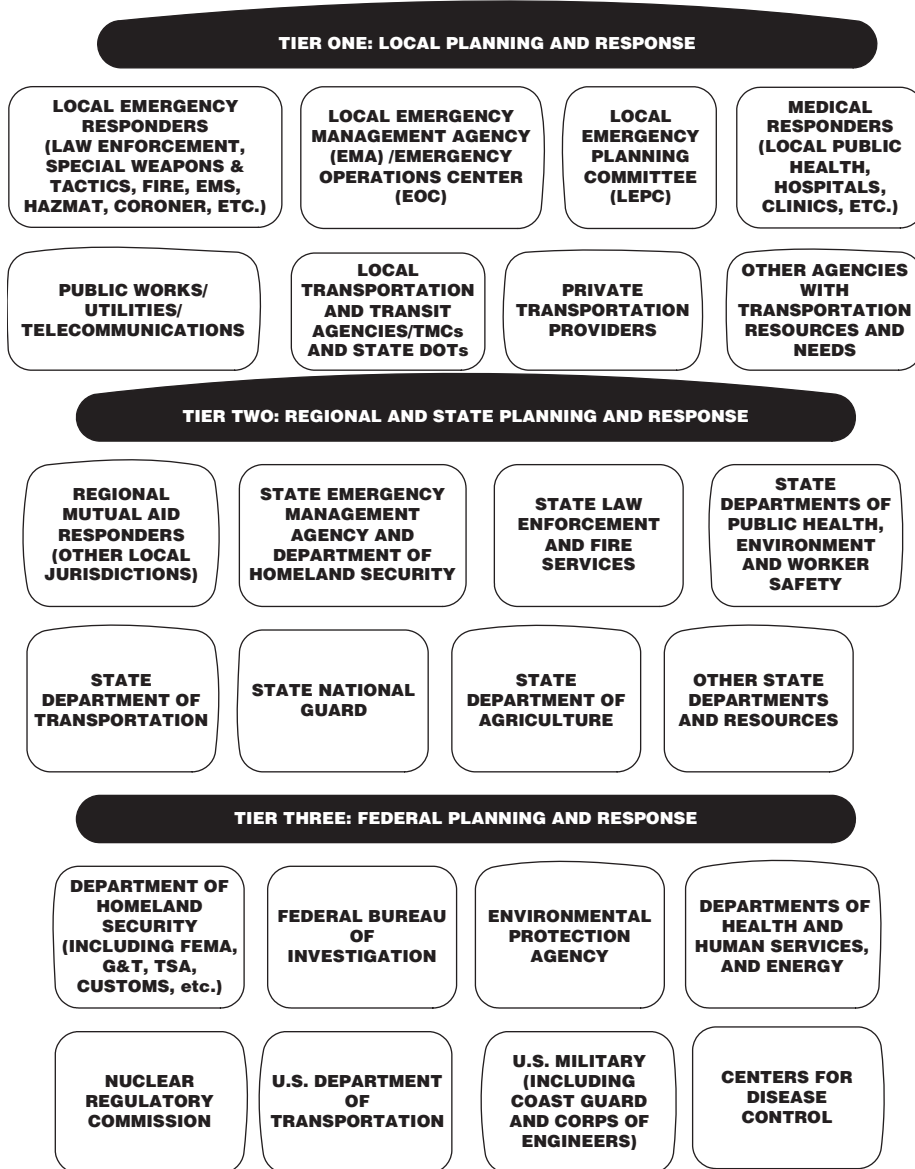 TIER ONE: LOCAL PLANNING AND RESPONSE
LOCAL EMERGENCY
RESPONDERS
(LAW ENFORCEMENT,
SPECIAL WEAPONS &
TACTICS, FIRE, EMS,
HAZMAT, CORONER, ETC.)
LOCAL EMERGENCY
MANAGEMENT AGENCY
(EMA) /EMERGENCY
OPERATIONS CENTER
(EOC)
LOCAL
EMERGENCY
PLANNING
COMMITTEE
(LEPC)
MEDICAL
RESPONDERS
(LOCAL PUBLIC
HEALTH,
HOSPITALS,
CLINICS, ETC.)
PUBLIC WORKS/
UTILITIES/
TELECOMMUNICATIONS
LOCAL
TRANSPORTATION
AND TRANSIT
AGENCIES/TMCs
AND STATE DOTs
PRIVATE
TRANSPORTATION
PROVIDERS
OTHER AGENCIES
WITH
TRANSPORTATION
RESOURCES AND
NEEDS
TIER TWO: REGIONAL AND STATE PLANNING AND RESPONSE
REGIONAL
MUTUAL AID
RESPONDERS
(OTHER LOCAL
JURISDICTIONS)
STATE EMERGENCY
MANAGEMENT
AGENCY AND
DEPARTMENT OF
HOMELAND SECURITY
STATE LAW
ENFORCEMENT
AND FIRE
SERVICES
STATE
DEPARTMENTS OF
PUBLIC HEALTH,
ENVIRONMENT
AND WORKER
SAFETY
STATE
DEPARTMENT OF
TRANSPORTATION
STATE NATIONAL
GUARD
STATE
DEPARTMENT OF
AGRICULTURE
OTHER STATE
DEPARTMENTS
AND RESOURCES
TIER THREE: FEDERAL PLANNING AND RESPONSE
DEPARTMENT OF
HOMELAND
SECURITY
(INCLUDING FEMA,
G&T, TSA,
CUSTOMS, etc.)
FEDERAL BUREAU
OF
INVESTIGATION
ENVIRONMENTAL
PROTECTION
AGENCY
DEPARTMENTS OF
HEALTH AND
HUMAN SERVICES,
AND ENERGY
NUCLEAR
REGULATORY
COMMISSION
U.S. DEPARTMENT
OF
TRANSPORTATION
U.S. MILITARY
(INCLUDING
COAST GUARD
AND CORPS OF
ENGINEERS)
CENTERS FOR
DISEASE
CONTROL